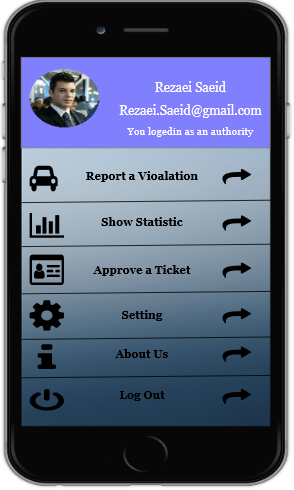 Rezaei Saeid
Rezaei.Saeid@gmail.com
You logedin as an authority
Report a Vioalation
Show Statistic
Approve a Ticket
Setting
About Us
Log Out